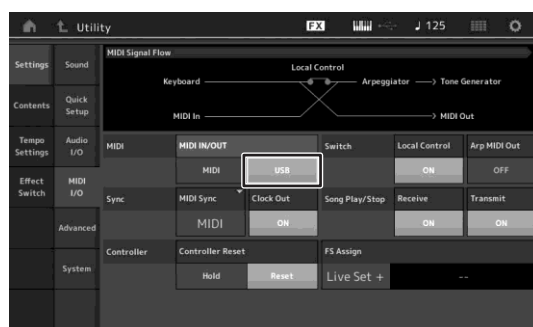 Utility FX ♩ 125
MIDI Signal Flow
Settings Sound
Local Control
Keyboard Arpeggiator Tone Generator
Contents Quick Setup
MIDI In MIDI Out
Tempo Settings Audio I/O
MIDI MIDI IN/OUT Switch Local Control Arp MIDI Out
MIDI USB ON OFF
Effect Switch MIDI I/O
Sync MIDI Sync Clock Out Song Play/Stop Receive Transmit
MIDI ON ON ON
Advanced
Controller Controller Reset FS Assign
System
Hold Reset Live Set + --